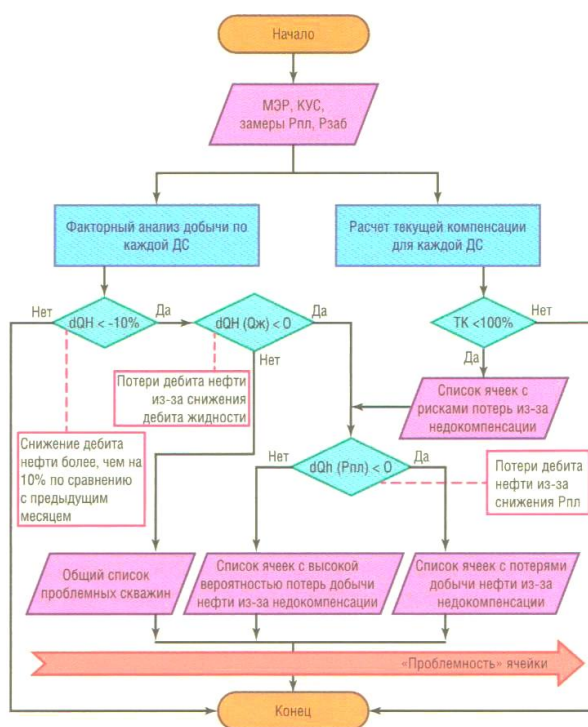 Начало
МЭР, КУС,
замеры Рпл, Рзаб
Факторный анализ добычи по
каждой ДС
Расчет текущей компенсации
для каждой ДС
Нет
dQН < -10%
Да
dQН (Qж) < 0
Да
ТК <100%
Нет
Нет
Да
Потери дебита нефти
из-за снижения
дебита жидности
Список ячеек с
рисками потерь из-за
недокомпенсации
Снижение дебита
нефти более, чем на
10% по сравнению
с предыдущим
месяцем
Нет
dQh (Рпл) < 0
Да
Потери дебита
нефти из-за
снижения Рпл
Общий список
проблемных скважин
Список ячеек с высокой
вероятностью потерь добычи
нефти из-за недокомпенсации
Список ячеек с потерями
добычи нефти из-за
недокомпенсации
«Проблемность» ячейки
Конец